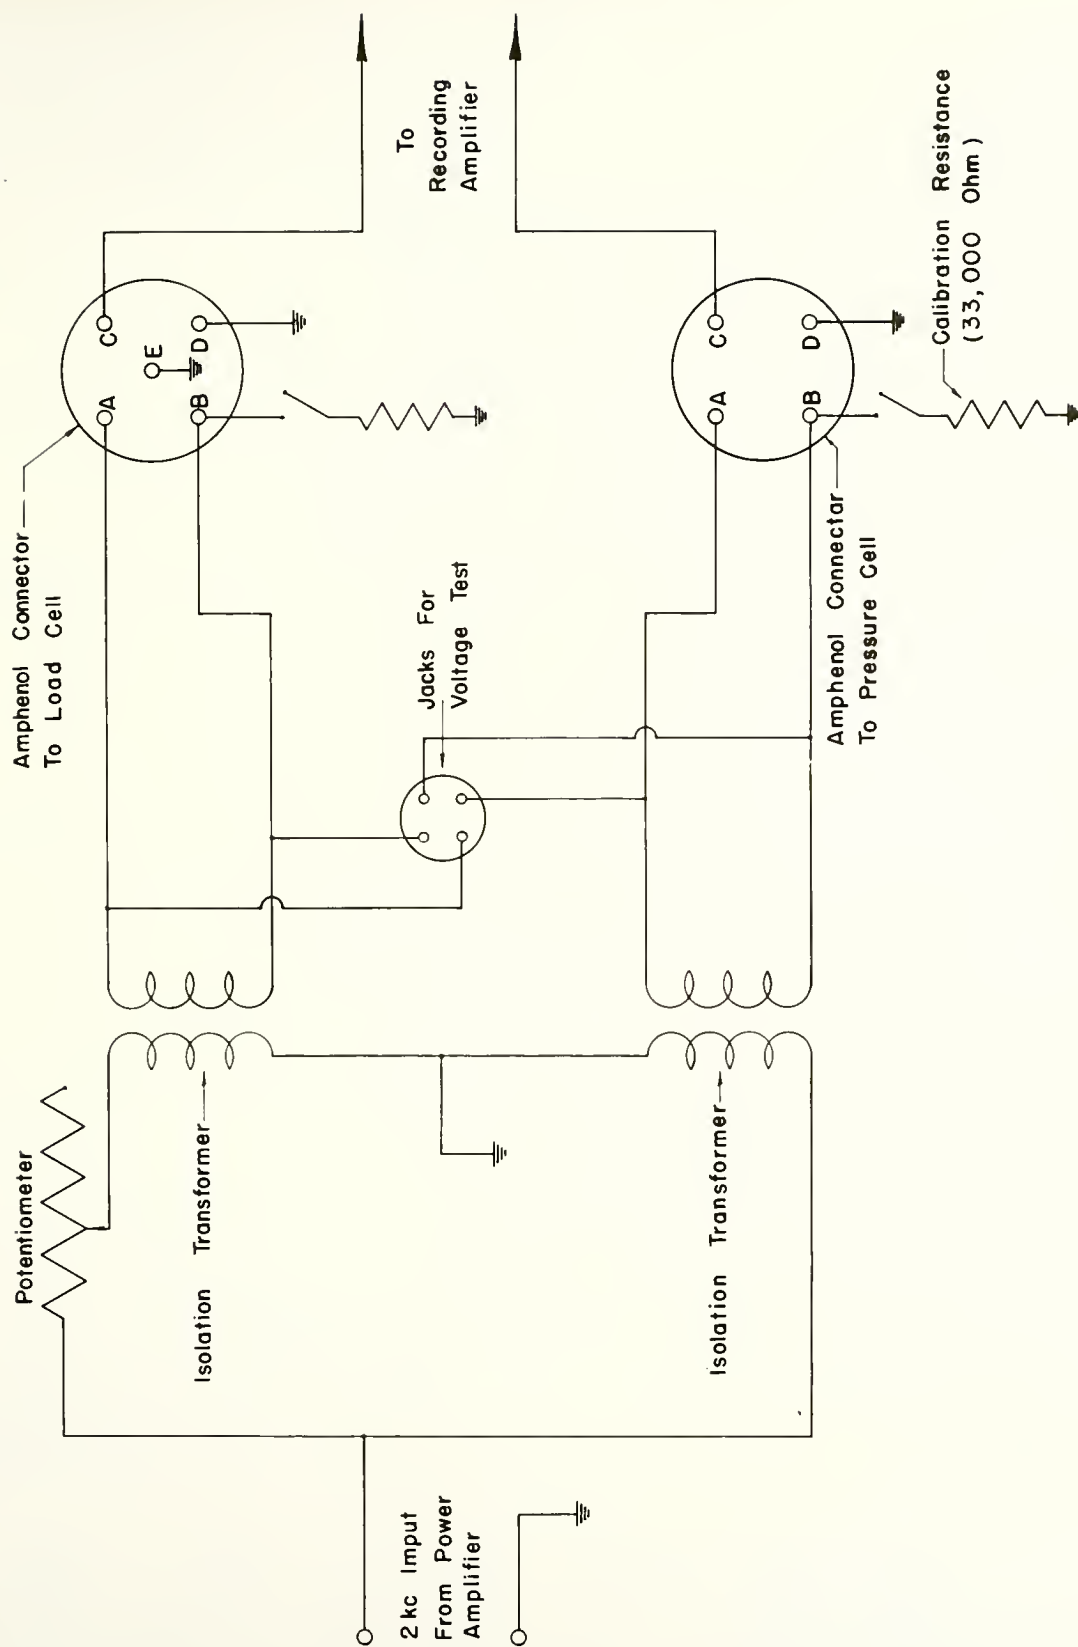 Potentiometer
Isolation Transformer
Isolation Transformer
2 kc Imput
From Power
Amplifier
Amphenol Connector
To Load Cell
A
C
E
B
D
Jacks For
Voltage Test
To
Recording
Amplifier
A
C
B
D
Amphenol Connector
To Pressure Cell
Calibration Resistance
(33,000 Ohm)